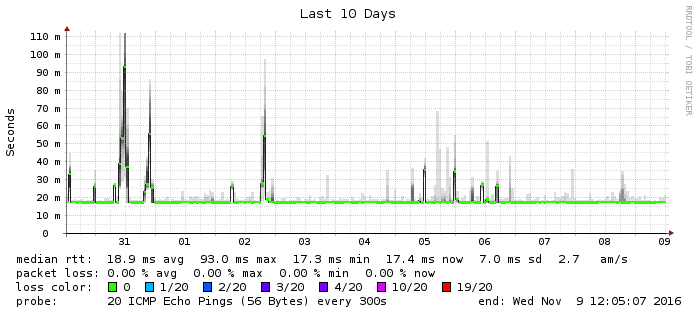 Last 10 Days
RRDTOOL / TOBI OETIKER
Seconds
110 m
100 m
90 m
80 m
70 m
60 m
50 m
40 m
30 m
20 m
10 m
0
31 01 02 03 04 05 06 07 08 09
median rtt: 18.9 ms avg 93.0 ms max 17.3 ms min 17.4 ms now 7.0 ms sd 2.7 am/s
packet loss: 0.00 % avg 0.00 % max 0.00 % min 0.00 % now
loss color: 0 1/20 2/20 3/20 4/20 10/20 19/20
probe: 20 ICMP Echo Pings (56 Bytes) every 300s end: Wed Nov 9 12:05:07 2016